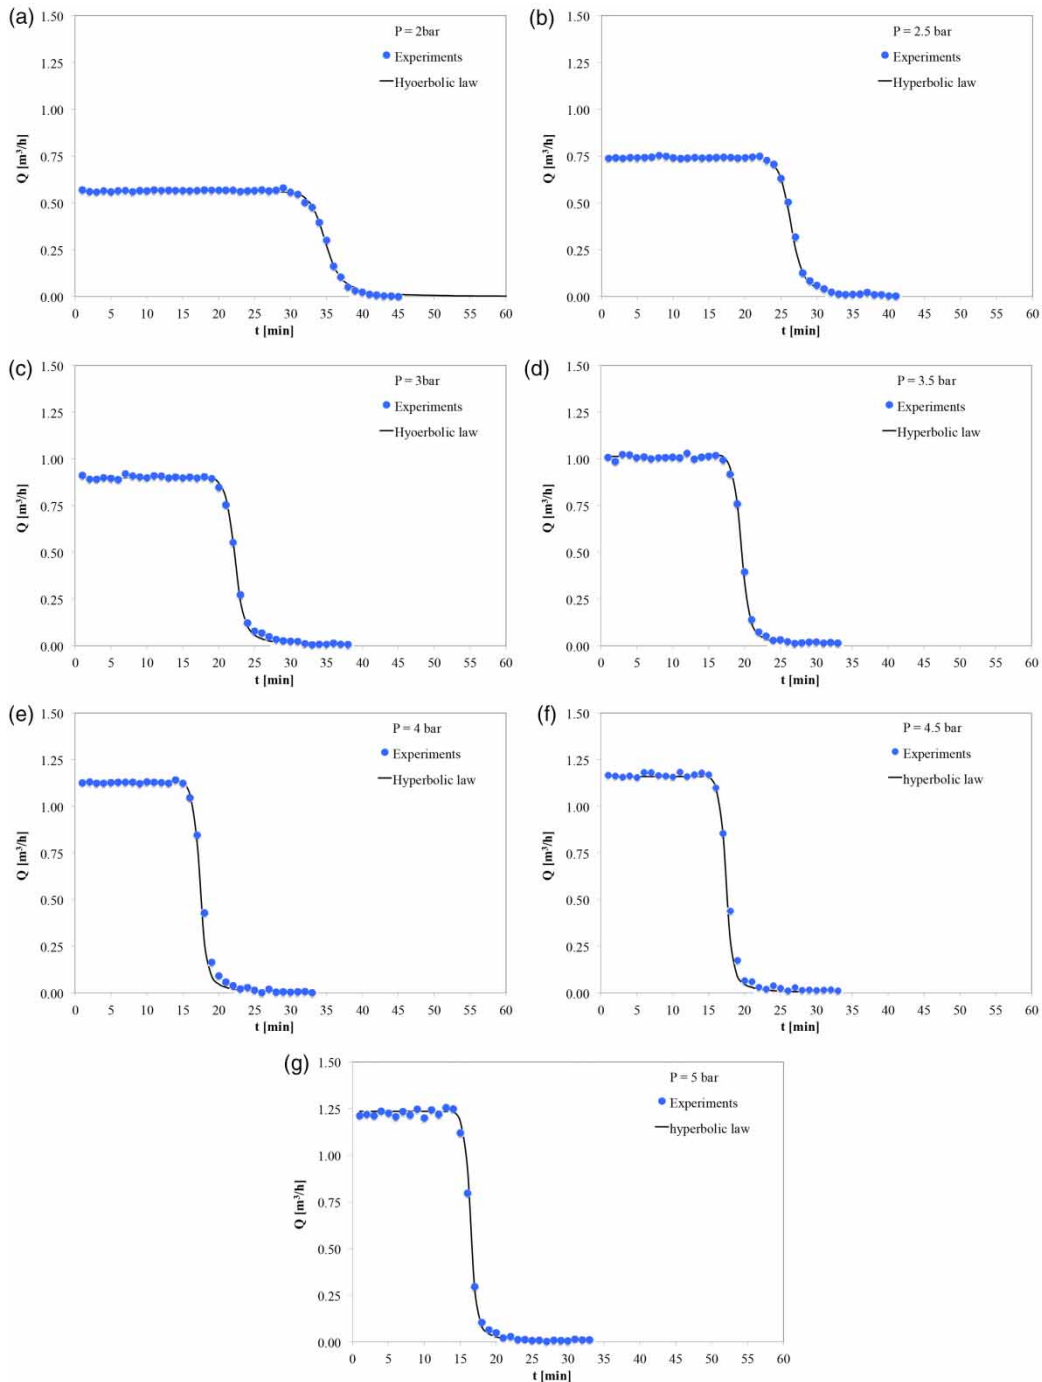 (a)
P = 2bar
Experiments
Hyoerbolic law
Q [m³/h]
1.50
1.25
1.00
0.75
0.50
0.25
0.00
0 5 10 15 20 25 30 35 40 45 50 55 60
t [min]
(b)
P = 2.5 bar
Experiments
Hyperbolic law
Q [m³/h]
1.50
1.25
1.00
0.75
0.50
0.25
0.00
0 5 10 15 20 25 30 35 40 45 50 55 60
t [min]
(c)
P = 3bar
Experiments
Hyoerbolic law
Q [m³/h]
1.50
1.25
1.00
0.75
0.50
0.25
0.00
0 5 10 15 20 25 30 35 40 45 50 55 60
t [min]
(d)
P = 3.5 bar
Experiments
Hyperbolic law
Q [m³/h]
1.50
1.25
1.00
0.75
0.50
0.25
0.00
0 5 10 15 20 25 30 35 40 45 50 55 60
t [min]
(e)
P = 4 bar
Experiments
Hyperbolic law
Q [m³/h]
1.50
1.25
1.00
0.75
0.50
0.25
0.00
0 5 10 15 20 25 30 35 40 45 50 55 60
t [min]
(f)
P = 4.5 bar
Experiments
hyperbolic law
Q [m³/h]
1.50
1.25
1.00
0.75
0.50
0.25
0.00
0 5 10 15 20 25 30 35 40 45 50 55 60
t [min]
(g)
P = 5 bar
Experiments
hyperbolic law
Q [m³/h]
1.50
1.25
1.00
0.75
0.50
0.25
0.00
0 5 10 15 20 25 30 35 40 45 50 55 60
t [min]